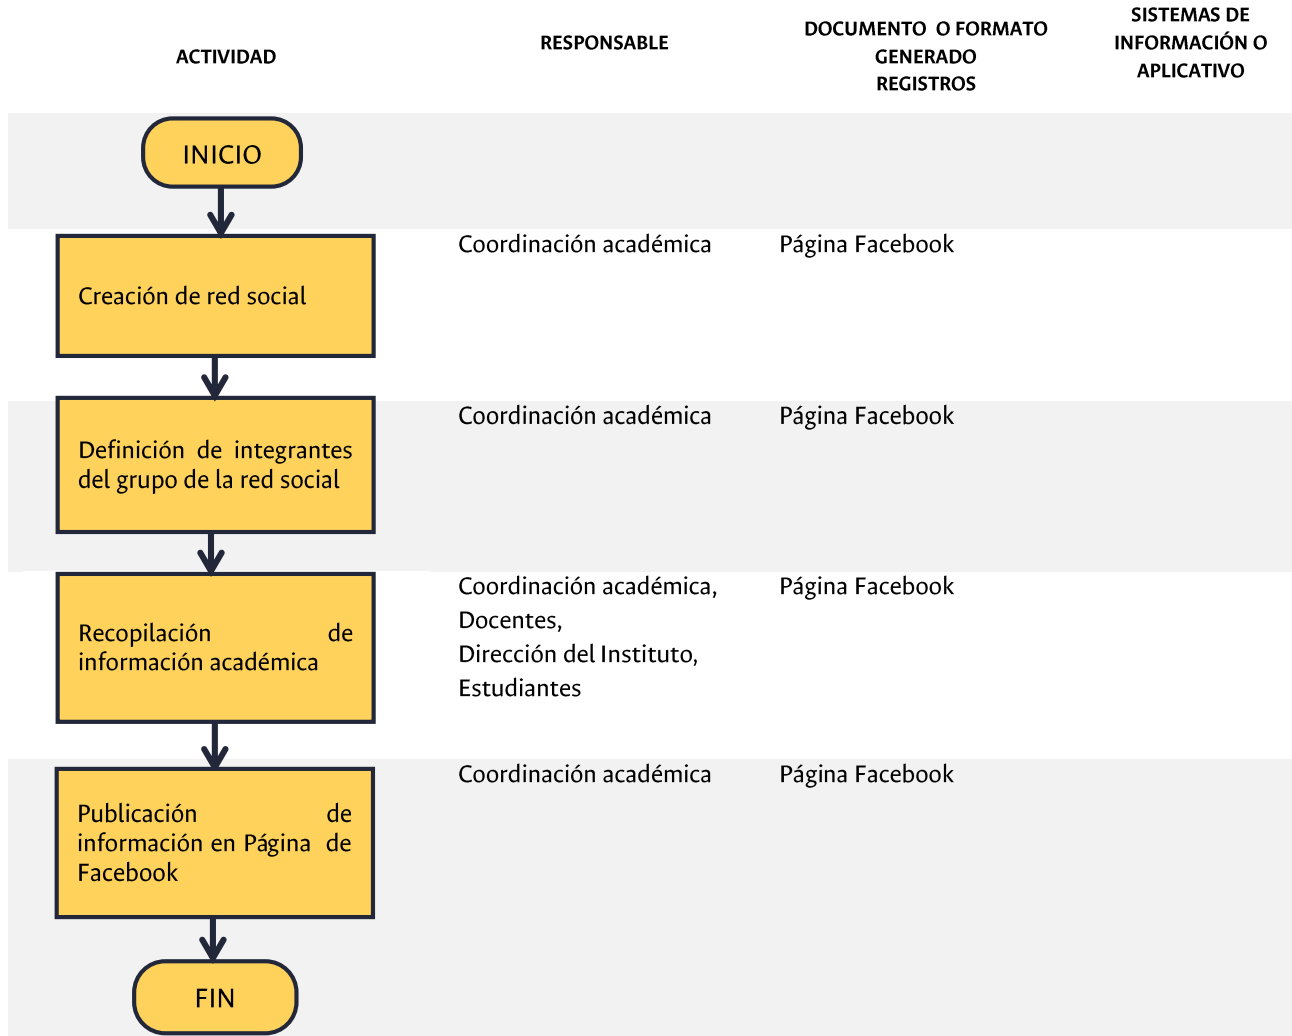 ACTIVIDAD
RESPONSABLE
DOCUMENTO O FORMATO
GENERADO
REGISTROS
SISTEMAS DE
INFORMACIÓN O
APLICATIVO
INICIO
Creación de red social
Coordinación académica
Página Facebook
Definición de integrantes
del grupo de la red social
Coordinación académica
Página Facebook
Recopilación de
información académica
Coordinación académica,
Docentes,
Dirección del Instituto,
Estudiantes
Página Facebook
Publicación de
información en Página de
Facebook
Coordinación académica
Página Facebook
FIN